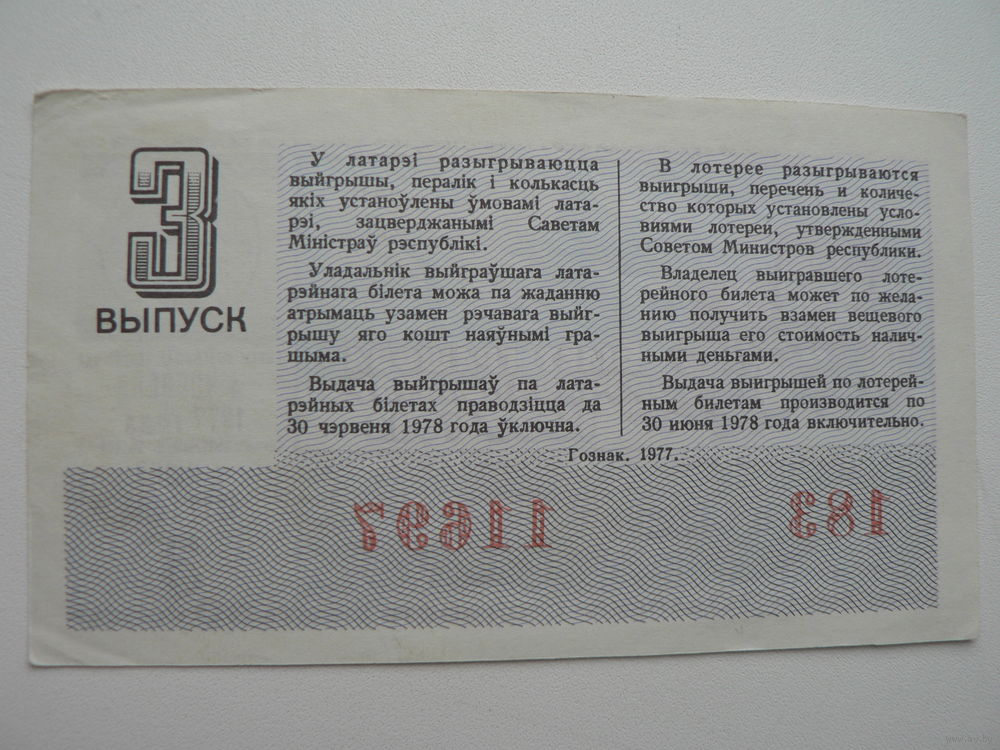 3
ВЫПУСК
У латарэі разыгрываюцца
выйгрышы, пералік і колькасць
якіх устаноўлены ўмовамі лата-
рэі, зацверджанымі Саветам
Міністраў рэспублікі.
Уладальнік выйграўшага лата-
рэйнага білета можа па жаданню
атрымаць узамен рэчавага выйг-
рышу яго кошт наяўнымі гра-
шыма.
Выдача выйгрышаў па лата-
рэйных білетах праводзіцца да
30 чэрвеня 1978 года ўключна.
В лотерее разыгрываются
выигрыши, перечень и количе-
ство которых установлены усло-
виями лотереи, утвержденными
Советом Министров республики.
Владелец выигравшего лоте-
рейного билета может по жела-
нию получить взамен вещевого
выигрыша его стоимость налич-
ными деньгами.
Выдача выигрышей по лотерей-
ным билетам производится по
30 июня 1978 года включительно.
Гознак. 1977.